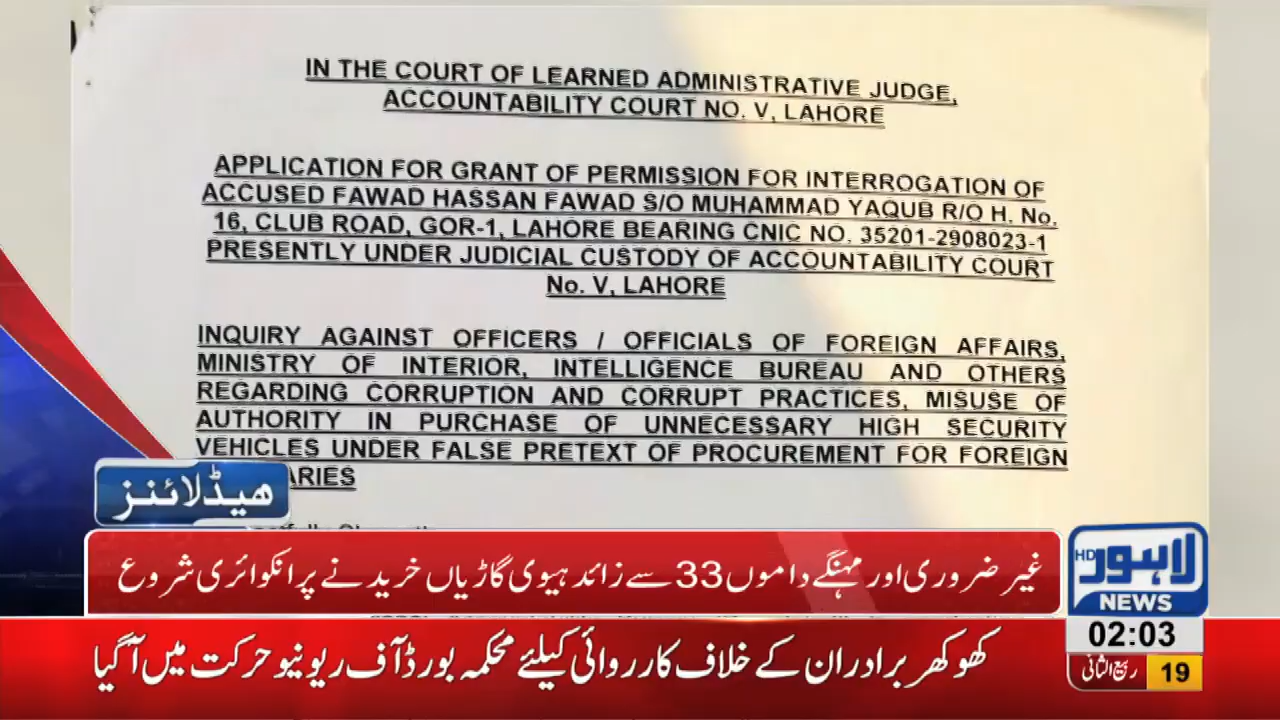 IN THE COURT OF LEARNED ADMINISTRATIVE JUDGE,
ACCOUNTABILITY COURT NO. V, LAHORE
APPLICATION FOR GRANT OF PERMISSION FOR INTERROGATION OF
ACCUSED FAWAD HASSAN FAWAD S/O MUHAMMAD YAQUB R/O H. No.
16, CLUB ROAD, GOR-1, LAHORE BEARING CNIC NO. 35201-2908023-1
PRESENTLY UNDER JUDICIAL CUSTODY OF ACCOUNTABILITY COURT
No. V, LAHORE
INQUIRY AGAINST OFFICERS / OFFICIALS OF FOREIGN AFFAIRS,
MINISTRY OF INTERIOR, INTELLIGENCE BUREAU AND OTHERS
REGARDING CORRUPTION AND CORRUPT PRACTICES, MISUSE OF
AUTHORITY IN PURCHASE OF UNNECESSARY HIGH SECURITY
VEHICLES UNDER FALSE PRETEXT OF PROCUREMENT FOR FOREIGN
ARIES
ھیڈلائنز
غیر ضروری اور مہنگے داموں 33 سے زائد ہیوی گاڑیاں خریدنے پر انکوائری شروع
HD لاہور
NEWS
02:03
کھوکھر برادران کے خلاف کارروائی کیلئے محکمہ بورڈ آف ریونیو حرکت میں آگیا
19 ربیع الثانی